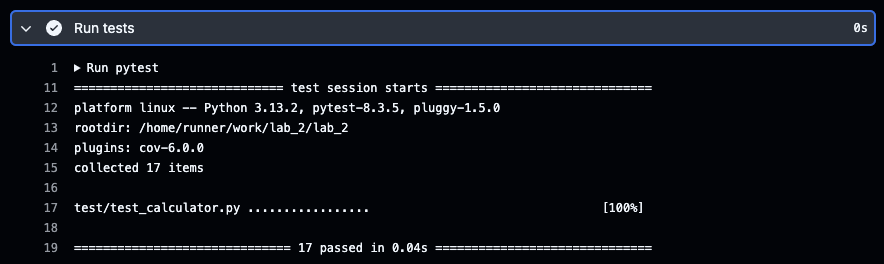 Run tests 0s
1 Run pytest
11 ============================= test session starts ==============================
12 platform linux -- Python 3.13.2, pytest-8.3.5, pluggy-1.5.0
13 rootdir: /home/runner/work/lab_2/lab_2
14 plugins: cov-6.0.0
15 collected 17 items
16
17 test/test_calculator.py ................. [100%]
18
19 ============================== 17 passed in 0.04s ==============================